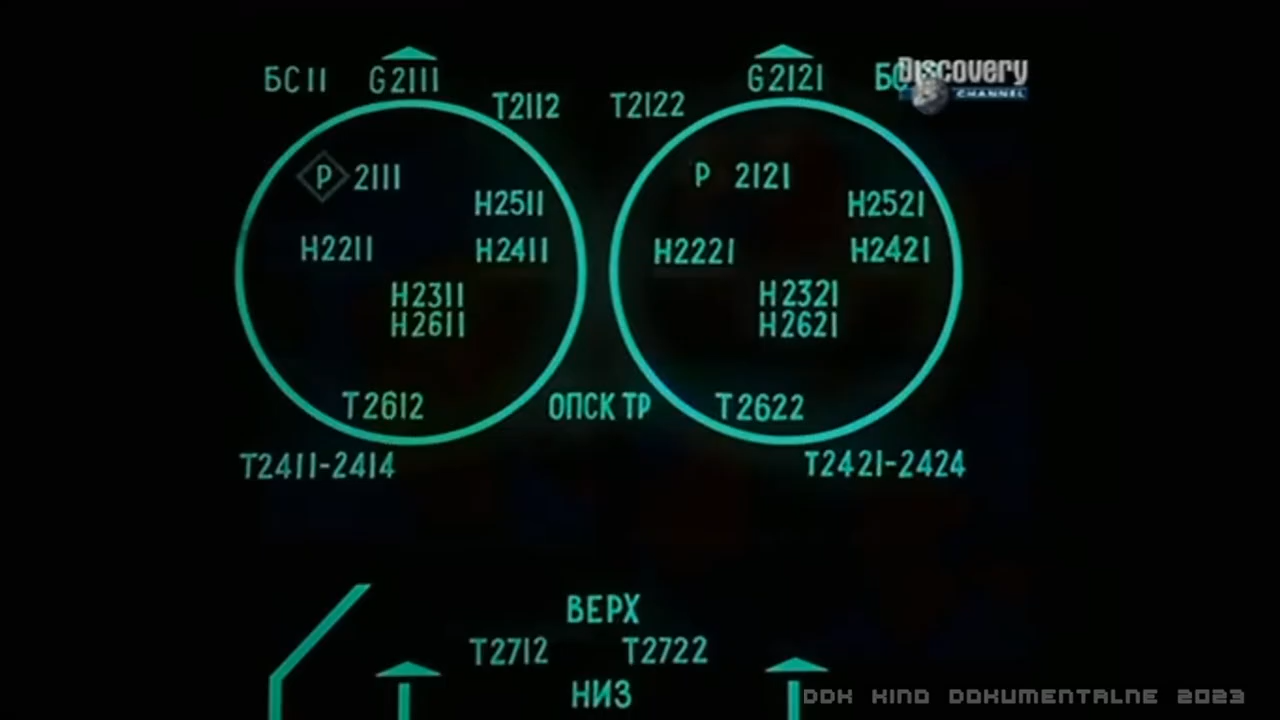 БС11 G2111 G2121 БС
Discovery
CHANNEL
T2112 T2122
P 2111 P 2121
H2511 H2521
H2211 H2411 H2221 H2421
H2311 H2321
H2611 H2621
T2612 ОПСК ТР T2622
T2411-2414 T2421-2424
ВЕРХ
T2712 T2722
НИЗ
DDK KINO DOKUMENTALNE 2023